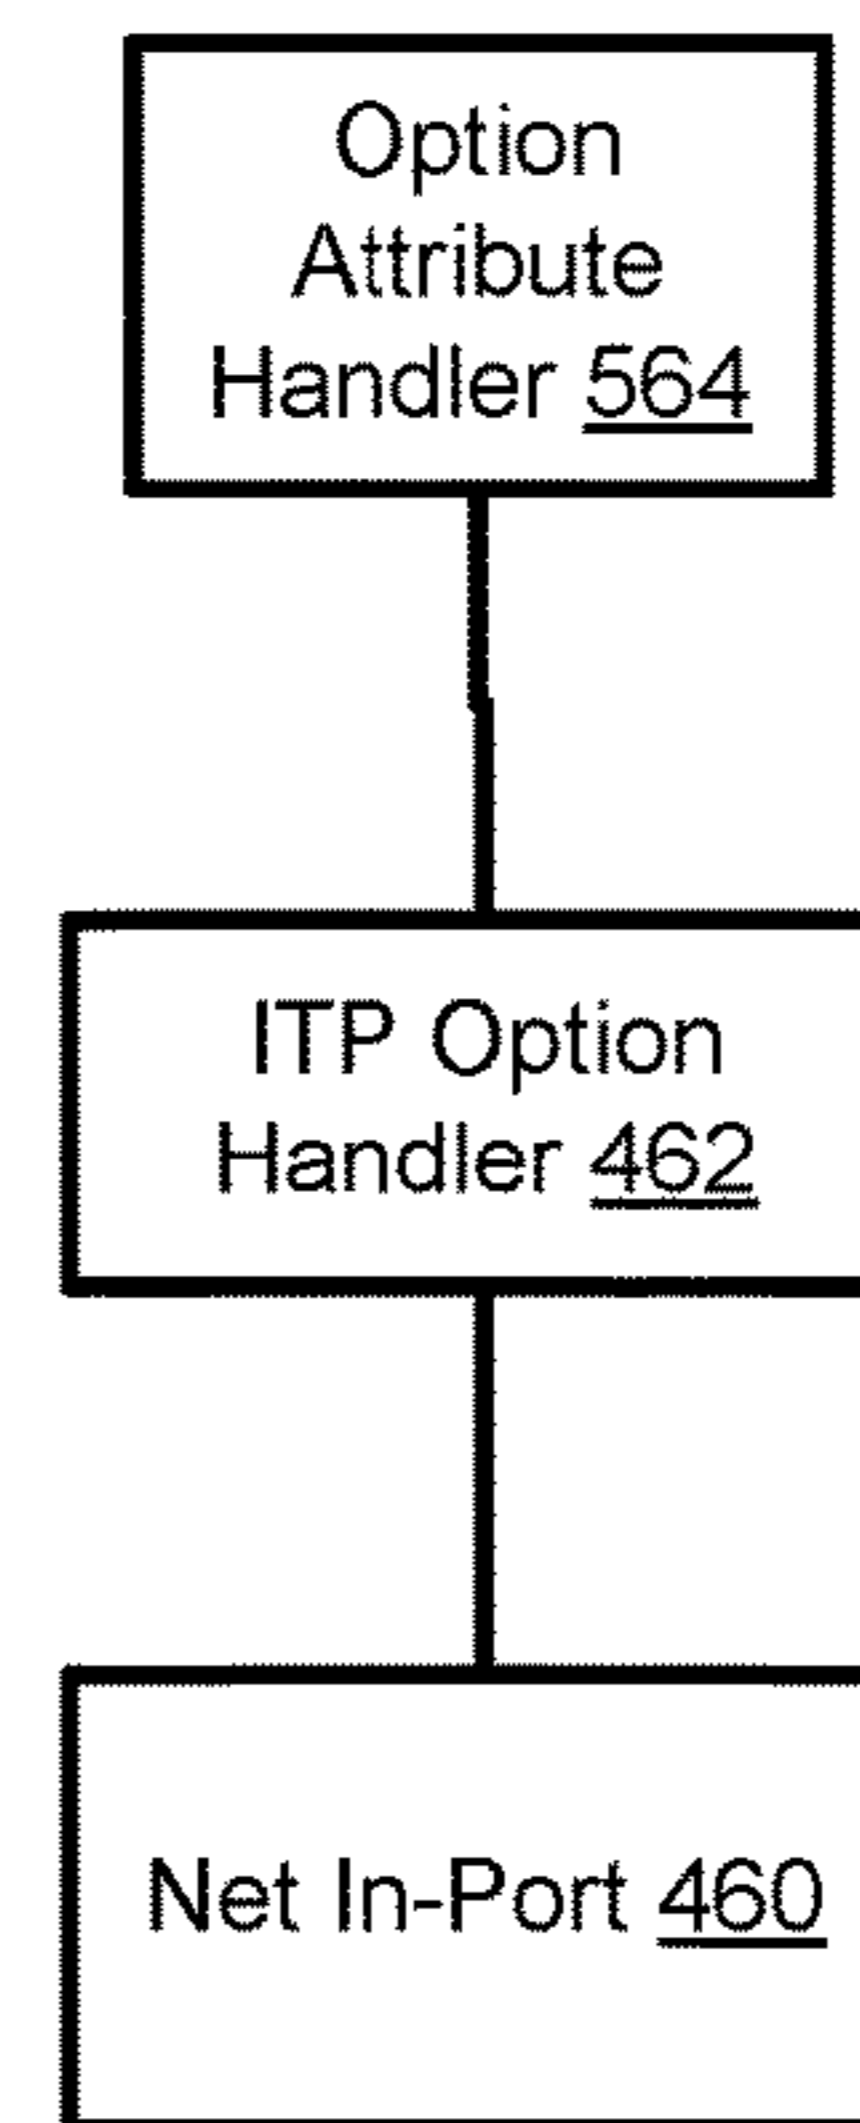 Option
Attribute
Handler 564
ITP Option
Handler 462
Net In-Port 460